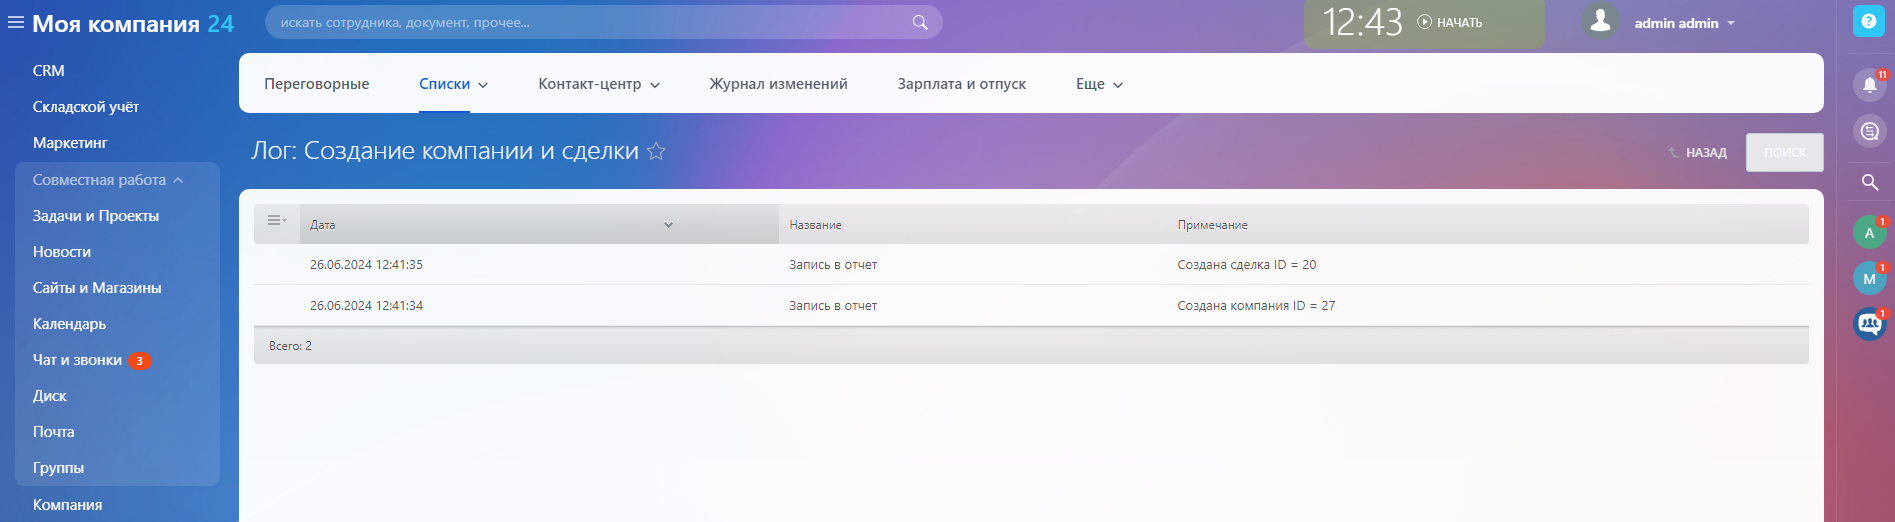 Моя компания 24
искать сотрудника, документ, прочее...
12:43 НАЧАТЬ
admin admin
?
11
CRM
Складской учёт
Маркетинг
Совместная работа
Задачи и Проекты
Новости
Сайты и Магазины
Календарь
Чат и звонки 3
Диск
Почта
Группы
Компания
Переговорные Списки Контакт-центр Журнал изменений Зарплата и отпуск Еще
Лог: Создание компании и сделки
НАЗАД ПОИСК
Дата Название Примечание
26.06.2024 12:41:35 Запись в отчет Создана сделка ID = 20
26.06.2024 12:41:34 Запись в отчет Создана компания ID = 27
Всего: 2
A 1
M 1
1